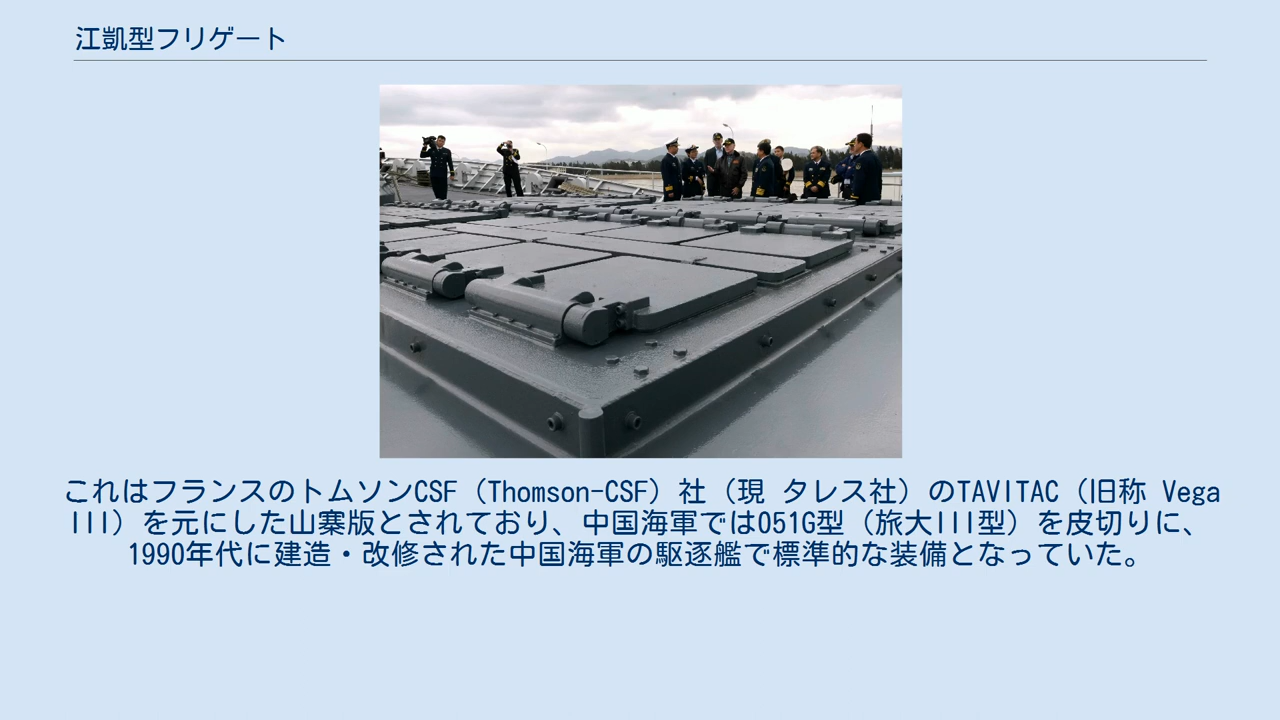 江凱型フリゲート
これはフランスのトムソンCSF（Thomson-CSF）社（現 タレス社）のTAVITAC（旧称 Vega
III）を元にした山寨版とされており、中国海軍では051G型（旅大III型）を皮切りに、
1990年代に建造・改修された中国海軍の駆逐艦で標準的な装備となっていた。